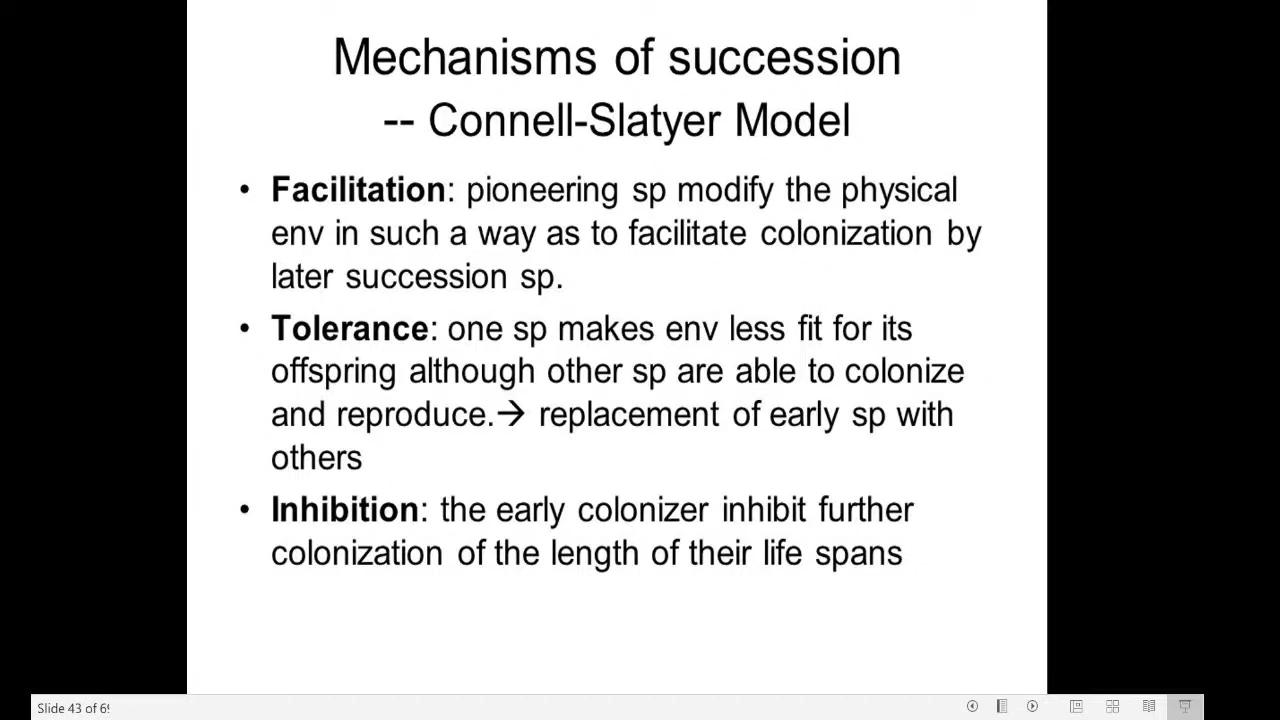 Mechanisms of succession
-- Connell-Slatyer Model
• Facilitation: pioneering sp modify the physical
env in such a way as to facilitate colonization by
later succession sp.
• Tolerance: one sp makes env less fit for its
offspring although other sp are able to colonize
and reproduce.→ replacement of early sp with
others
• Inhibition: the early colonizer inhibit further
colonization of the length of their life spans
Slide 43 of